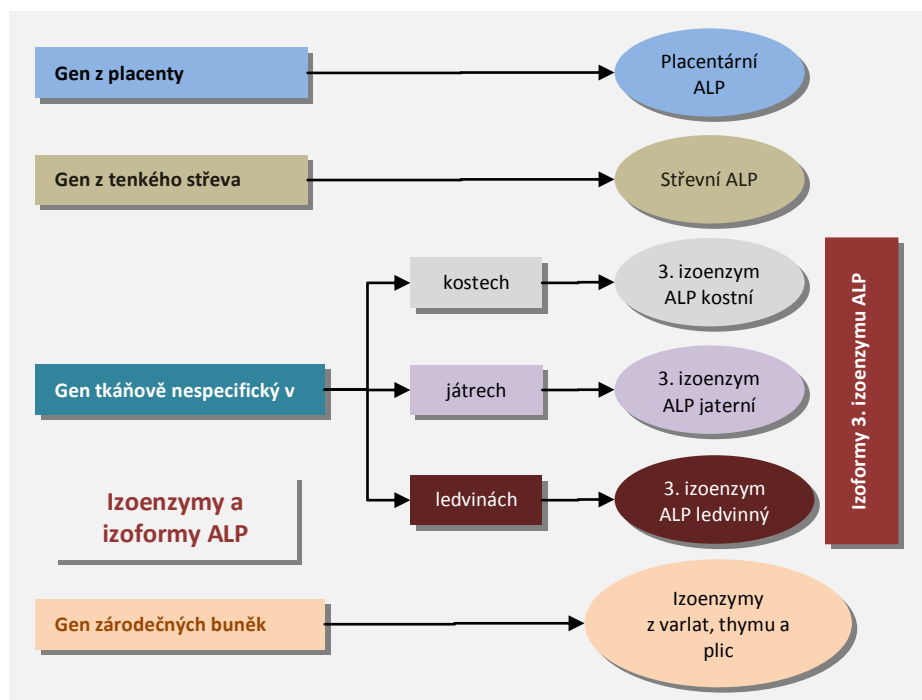 Gen z placenty
Placentární
ALP
Gen z tenkého střeva
Střevní ALP
kostech
3. izoenzym
ALP kostní
Gen tkáňově nespecifický v
játrech
3. izoenzym
ALP jaterní
ledvinách
3. izoenzym
ALP ledvinný
Izoformy 3. izoenzymu ALP
Izoenzymy a
izoformy ALP
Gen zárodečných buněk
Izoenzymy
z varlat, thymu a
plic